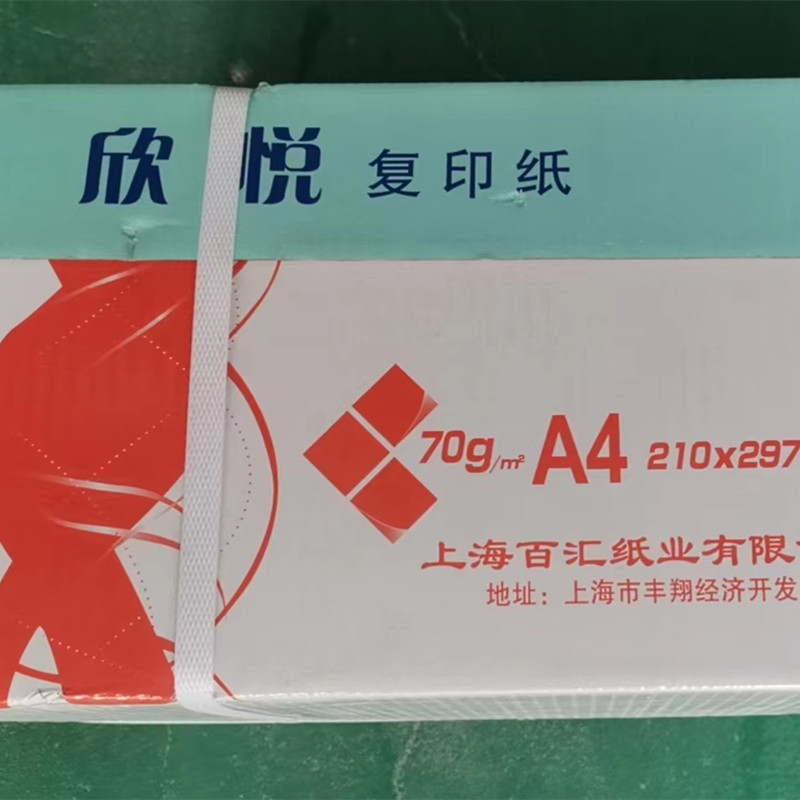 欣悦 复印纸
70g/m² A4 210x297
上海百汇纸业有限
地址：上海市丰翔经济开发